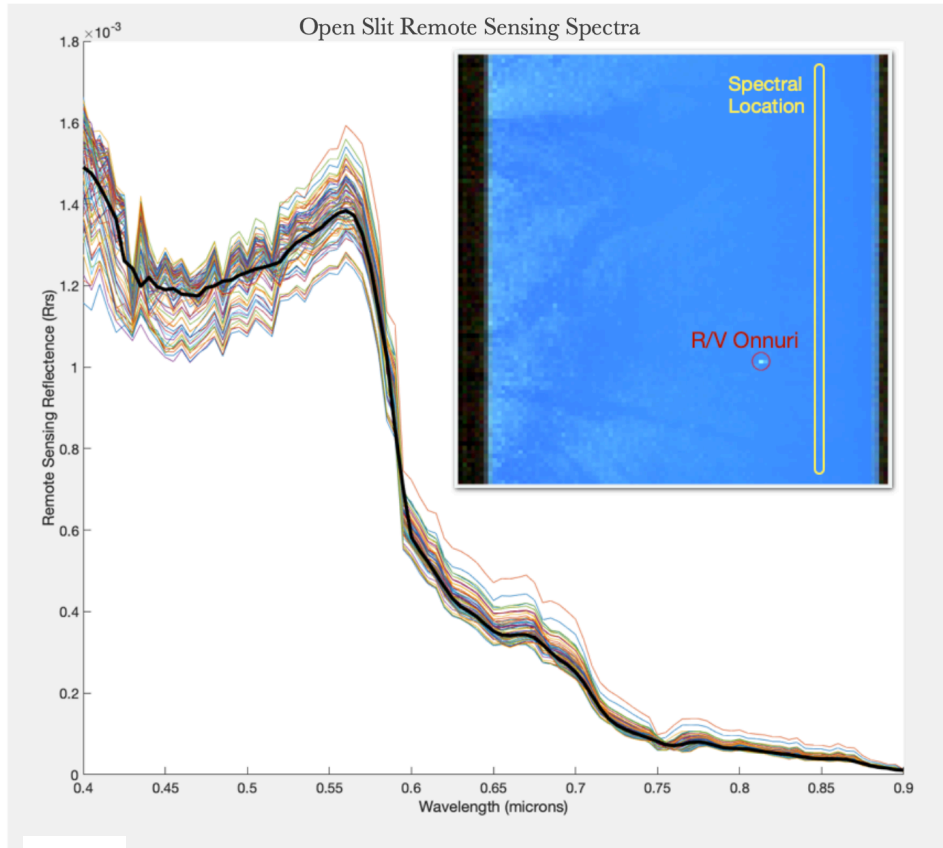 Open Slit Remote Sensing Spectra
×10⁻³
1.8
1.6
1.4
1.2
1
0.8
0.6
0.4
0.2
0
Remote Sensing Reflectence (Rrs)
Spectral
Location
R/V Onnuri
0.4 0.45 0.5 0.55 0.6 0.65 0.7 0.75 0.8 0.85 0.9
Wavelength (microns)